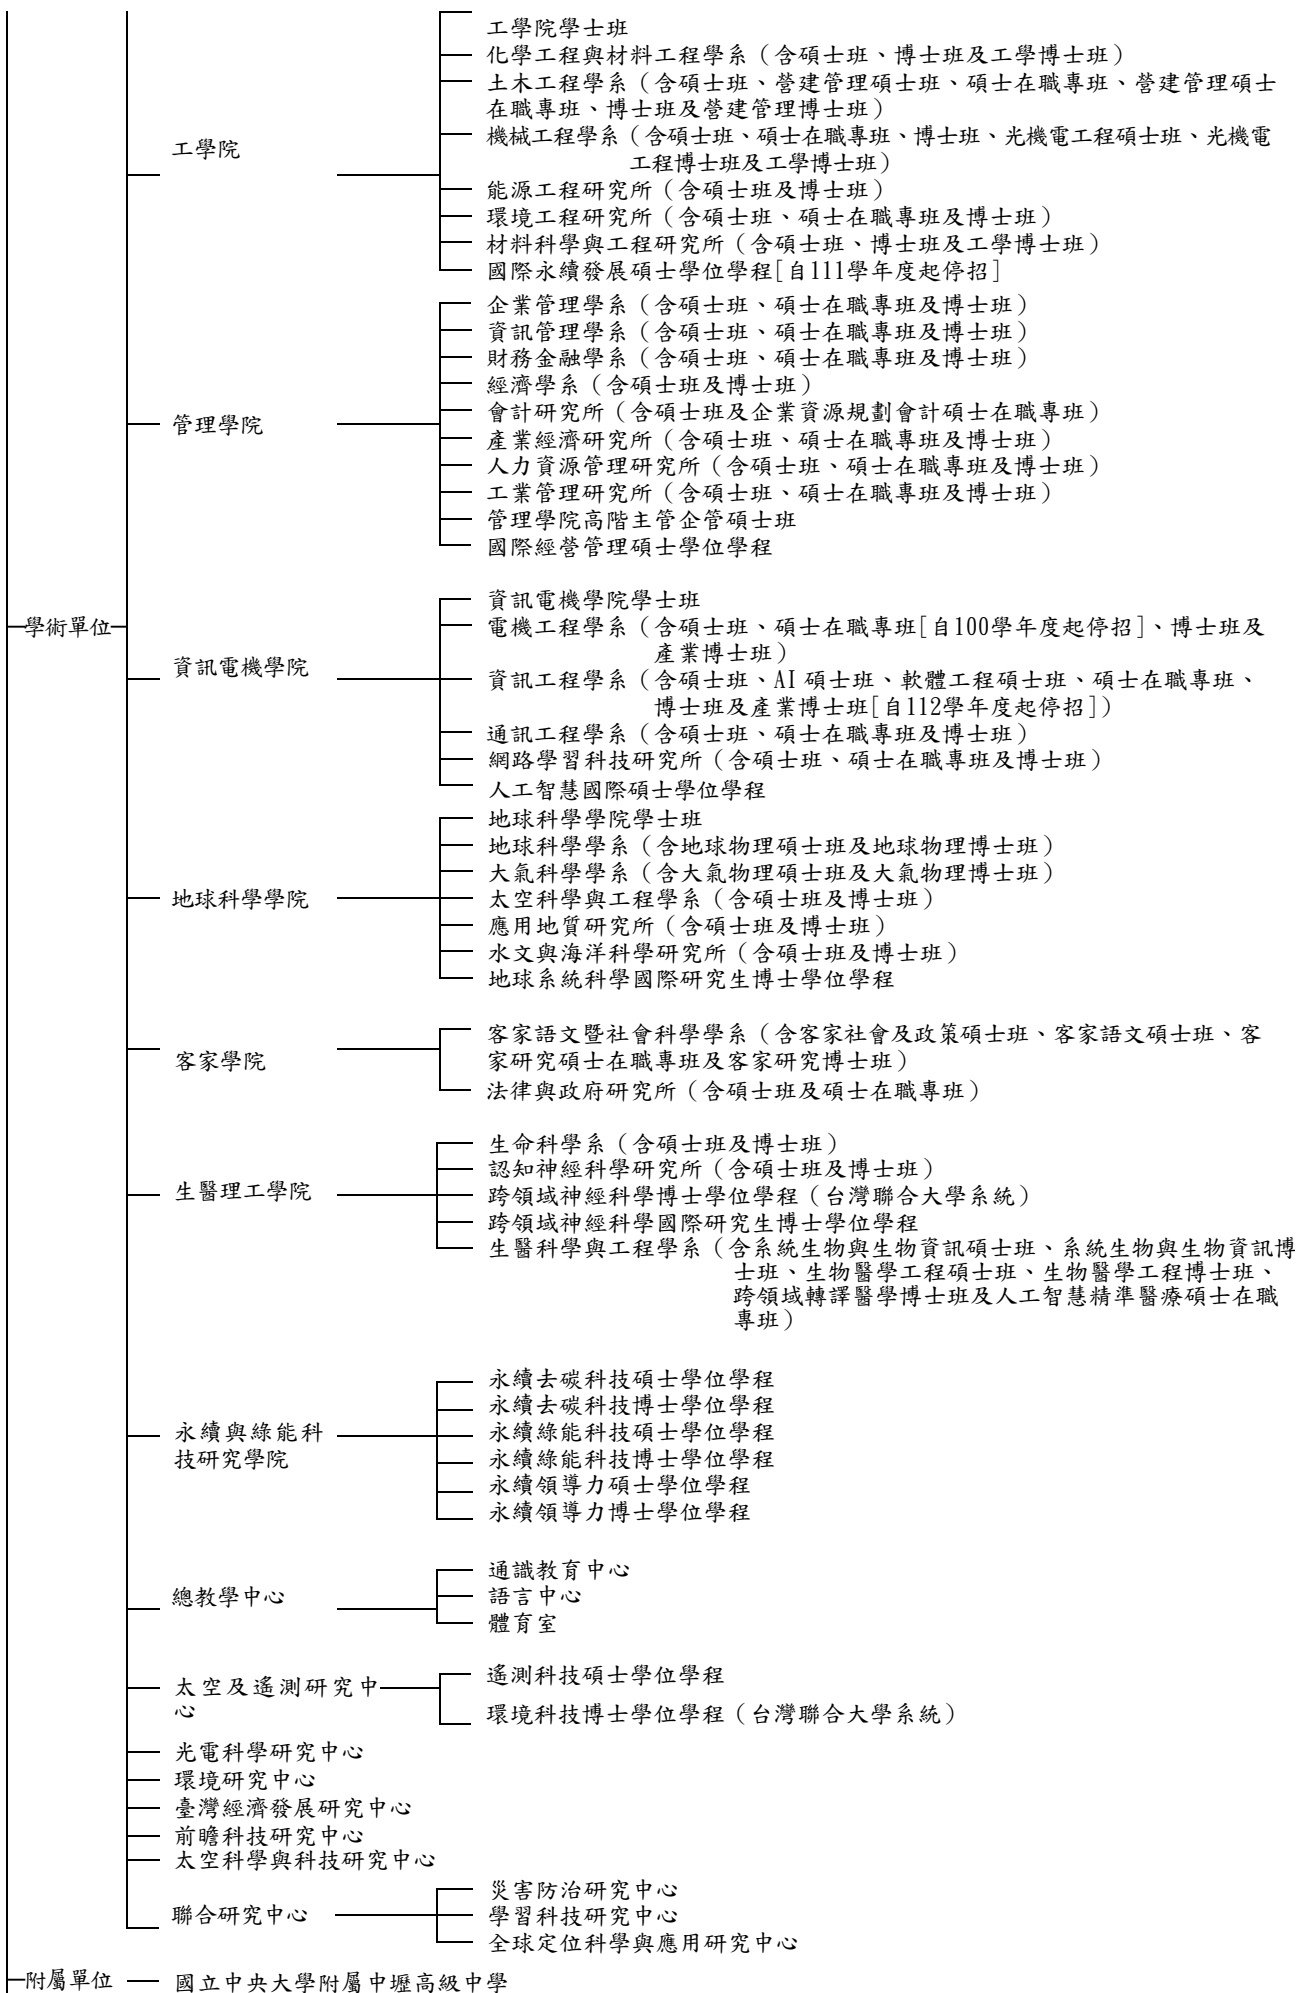 學術單位
工學院
工學院學士班
化學工程與材料工程學系（含碩士班、博士班及工學博士班）
土木工程學系（含碩士班、營建管理碩士班、碩士在職專班、營建管理碩士
在職專班、博士班及營建管理博士班）
機械工程學系（含碩士班、碩士在職專班、博士班、光機電工程碩士班、光機電
工程博士班及工學博士班）
能源工程研究所（含碩士班及博士班）
環境工程研究所（含碩士班、碩士在職專班及博士班）
材料科學與工程研究所（含碩士班、博士班及工學博士班）
國際永續發展碩士學位學程[自111學年度起停招]
管理學院
企業管理學系（含碩士班、碩士在職專班及博士班）
資訊管理學系（含碩士班、碩士在職專班及博士班）
財務金融學系（含碩士班、碩士在職專班及博士班）
經濟學系（含碩士班及博士班）
會計研究所（含碩士班及企業資源規劃會計碩士在職專班）
產業經濟研究所（含碩士班、碩士在職專班及博士班）
人力資源管理研究所（含碩士班、碩士在職專班及博士班）
工業管理研究所（含碩士班、碩士在職專班及博士班）
管理學院高階主管企管碩士班
國際經營管理碩士學位學程
資訊電機學院
資訊電機學院學士班
電機工程學系（含碩士班、碩士在職專班[自100學年度起停招]、博士班及
產業博士班）
資訊工程學系（含碩士班、AI 碩士班、軟體工程碩士班、碩士在職專班、
博士班及產業博士班[自112學年度起停招]）
通訊工程學系（含碩士班、碩士在職專班及博士班）
網路學習科技研究所（含碩士班、碩士在職專班及博士班）
人工智慧國際碩士學位學程
地球科學學院
地球科學學院學士班
地球科學學系（含地球物理碩士班及地球物理博士班）
大氣科學學系（含大氣物理碩士班及大氣物理博士班）
太空科學與工程學系（含碩士班及博士班）
應用地質研究所（含碩士班及博士班）
水文與海洋科學研究所（含碩士班及博士班）
地球系統科學國際研究生博士學位學程
客家學院
客家語文暨社會科學學系（含客家社會及政策碩士班、客家語文碩士班、客
家研究碩士在職專班及客家研究博士班）
法律與政府研究所（含碩士班及碩士在職專班）
生醫理工學院
生命科學系（含碩士班及博士班）
認知神經科學研究所（含碩士班及博士班）
跨領域神經科學博士學位學程（台灣聯合大學系統）
跨領域神經科學國際研究生博士學位學程
生醫科學與工程學系（含系統生物與生物資訊碩士班、系統生物與生物資訊博
士班、生物醫學工程碩士班、生物醫學工程博士班、
跨領域轉譯醫學博士班及人工智慧精準醫療碩士在職
專班）
永續與綠能科
技研究學院
永續去碳科技碩士學位學程
永續去碳科技博士學位學程
永續綠能科技碩士學位學程
永續綠能科技博士學位學程
永續領導力碩士學位學程
永續領導力博士學位學程
總教學中心
通識教育中心
語言中心
體育室
太空及遙測研究中
心
遙測科技碩士學位學程
環境科技博士學位學程（台灣聯合大學系統）
光電科學研究中心
環境研究中心
臺灣經濟發展研究中心
前瞻科技研究中心
太空科學與科技研究中心
聯合研究中心
災害防治研究中心
學習科技研究中心
全球定位科學與應用研究中心
附屬單位
國立中央大學附屬中壢高級中學